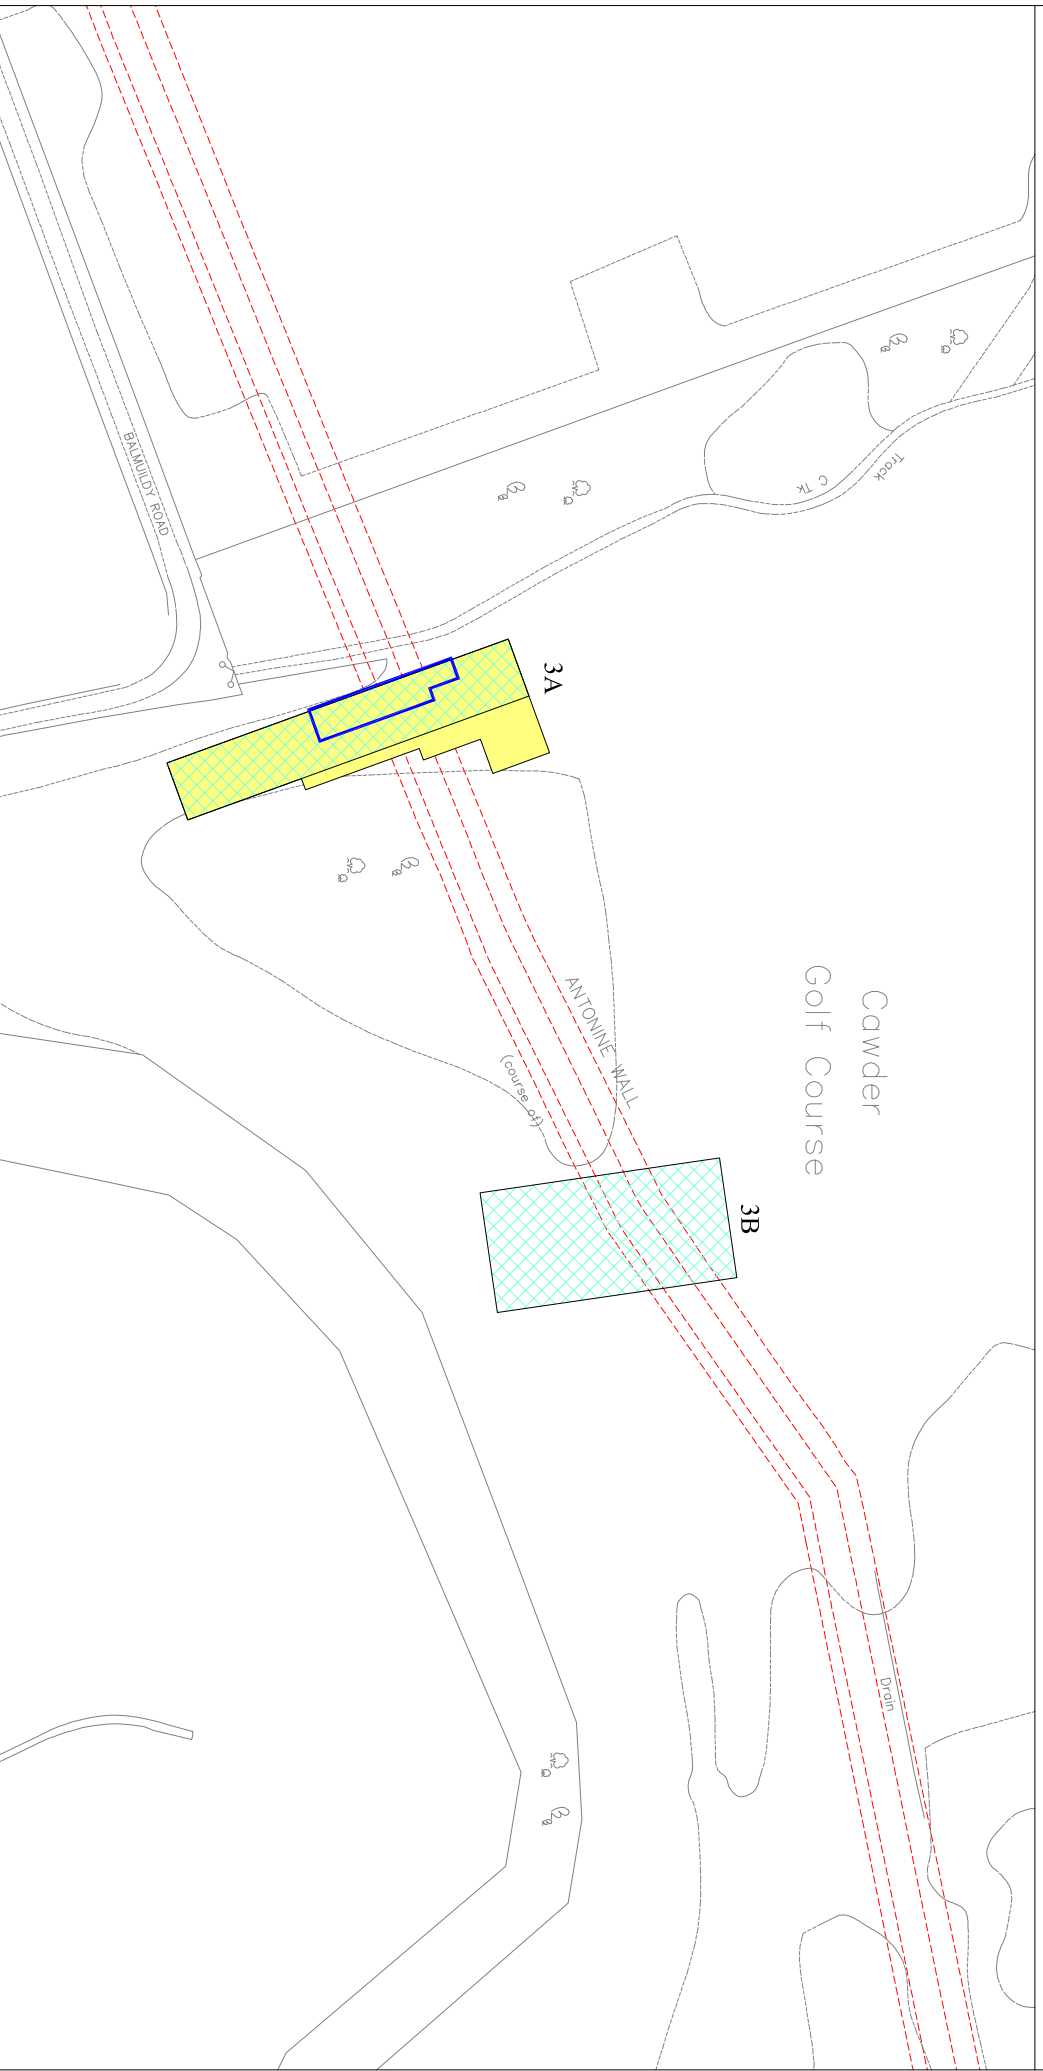 Cawder
Golf Course
Track
C Tk
BALMUILDY ROAD
3A
ANTONINE WALL
(course of)
3B
Drain